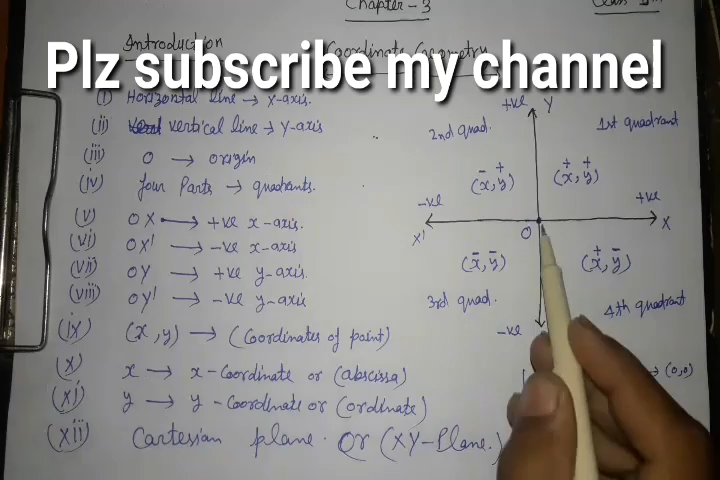 Chapter - 3
Introduction
Coordinate Geometry
Plz subscribe my channel
(i) Horizontal line → x-axis.
(ii) vertical line → y-axis
(iii) O → origin
(iv) four Parts → quadrants.
(v) OX → +ve x-axis.
(vi) OX' → -ve x-axis
(vii) OY → +ve y-axis.
(viii) OY' → -ve y-axis
(ix) (x, y) → (Coordinates of point)
(x) x → x-Coordinate or (abscissa)
(xi) y → y-Coordinate or (ordinate)
(xii) Cartesian plane. Or (XY-Plane.)
+ve Y
2nd quad. 1st quadrant
- +
(x, y)
+ +
(x, y)
-ve +ve
X' O X
- -
(x, y)
+ -
(x, y)
3rd quad. 4th quadrant
-ve
→ (0,0)